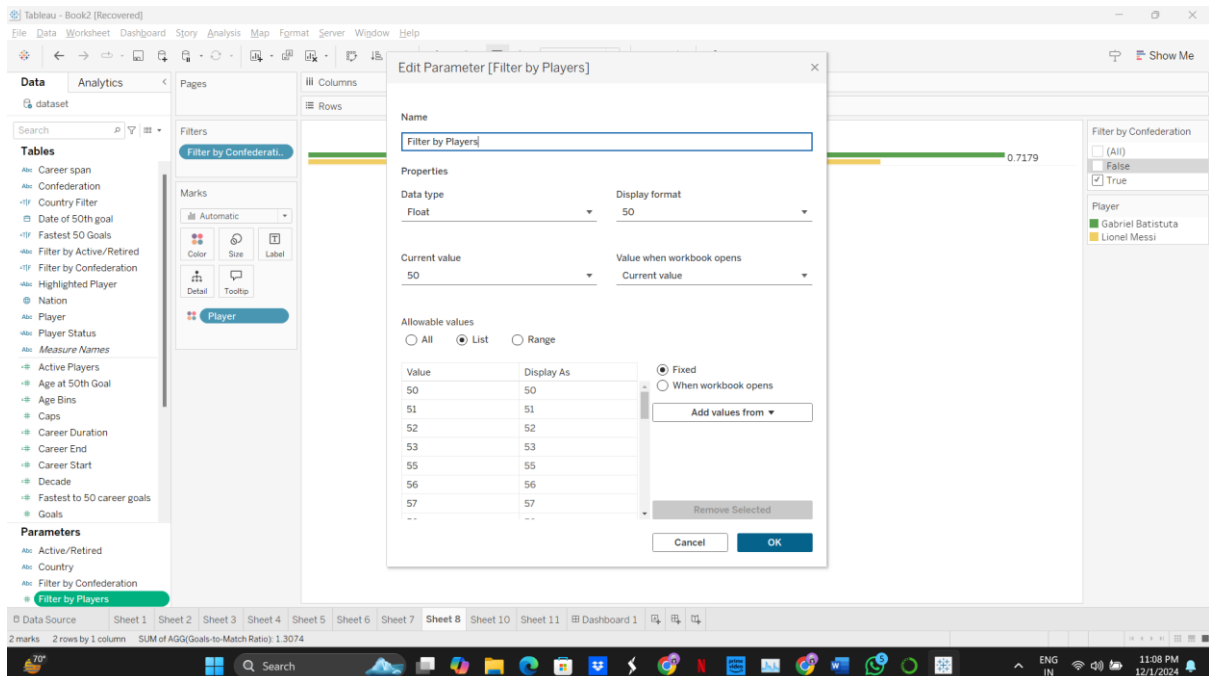 Tableau - Book2 [Recovered]
File Data Worksheet Dashboard Story Analysis Map Format Server Window Help
Show Me
Data Analytics
dataset
Search
Tables
Abc Career span
Abc Confederation
Country Filter
Date of 50th goal
Fastest 50 Goals
Filter by Active/Retired
Filter by Confederation
Highlighted Player
Nation
Abc Player
Player Status
Abc Measure Names
Active Players
Age at 50th Goal
Age Bins
# Caps
Career Duration
Career End
Career Start
Decade
Fastest to 50 career goals
Goals
Parameters
Abc Active/Retired
Abc Country
Abc Filter by Confederation
Filter by Players
Pages
Filters
Filter by Confederati..
Marks
Automatic
Color Size Label
Detail Tooltip
Player
Columns
Rows
Edit Parameter [Filter by Players]
Name
Filter by Players
Properties
Data type Display format
Float 50
Current value Value when workbook opens
50 Current value
Allowable values
All List Range
Value Display As
50 50
51 51
52 52
53 53
55 55
56 56
57 57
Fixed
When workbook opens
Add values from
Remove Selected
Cancel OK
0.7179
Filter by Confederation
(All)
False
True
Player
Gabriel Batistuta
Lionel Messi
Data Source Sheet 1 Sheet 2 Sheet 3 Sheet 4 Sheet 5 Sheet 6 Sheet 7 Sheet 8 Sheet 10 Sheet 11 Dashboard 1
2 marks 2 rows by 1 column SUM of AGG(Goals-to-Match Ratio): 1.3074
70°
Search
ENG
IN
11:08 PM
12/1/2024